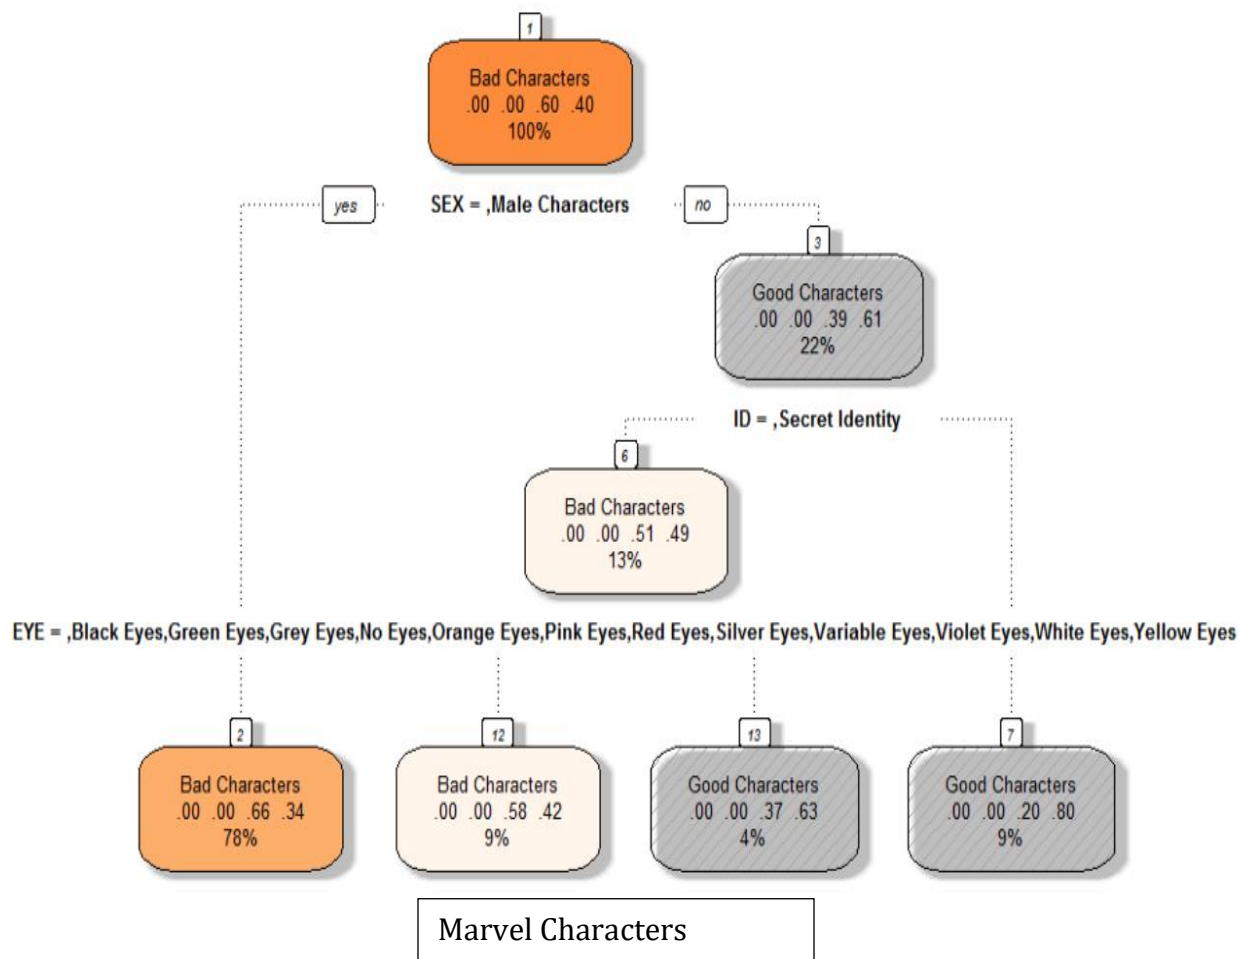 1
Bad Characters
.00 .00 .60 .40
100%
yes
SEX = ,Male Characters
no
3
Good Characters
.00 .00 .39 .61
22%
ID = ,Secret Identity
6
Bad Characters
.00 .00 .51 .49
13%
EYE = ,Black Eyes,Green Eyes,Grey Eyes,No Eyes,Orange Eyes,Pink Eyes,Red Eyes,Silver Eyes,Variable Eyes,Violet Eyes,White Eyes,Yellow Eyes
2
Bad Characters
.00 .00 .66 .34
78%
12
Bad Characters
.00 .00 .58 .42
9%
13
Good Characters
.00 .00 .37 .63
4%
7
Good Characters
.00 .00 .20 .80
9%
Marvel Characters